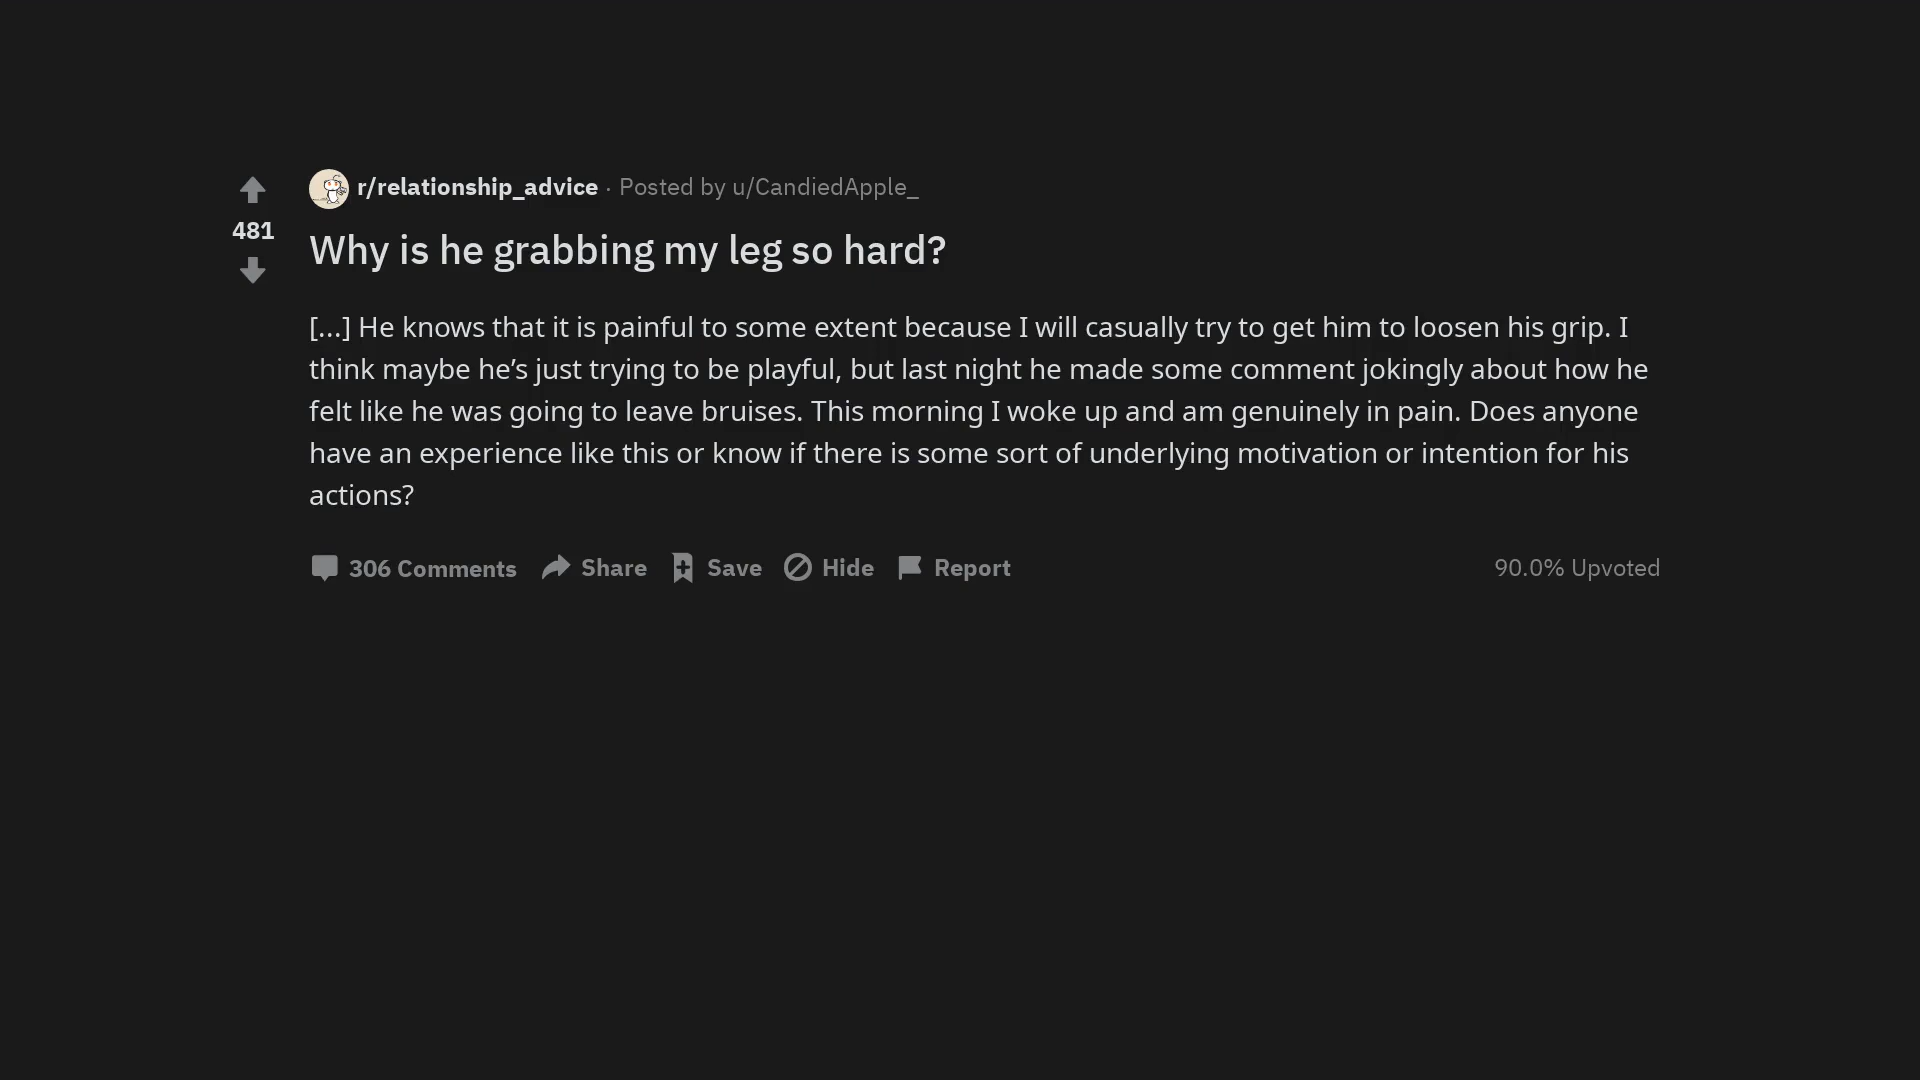 r/relationship_advice · Posted by u/CandiedApple_
481
Why is he grabbing my leg so hard?
[...] He knows that it is painful to some extent because I will casually try to get him to loosen his grip. I
think maybe he’s just trying to be playful, but last night he made some comment jokingly about how he
felt like he was going to leave bruises. This morning I woke up and am genuinely in pain. Does anyone
have an experience like this or know if there is some sort of underlying motivation or intention for his
actions?
306 Comments Share Save Hide Report 90.0% Upvoted